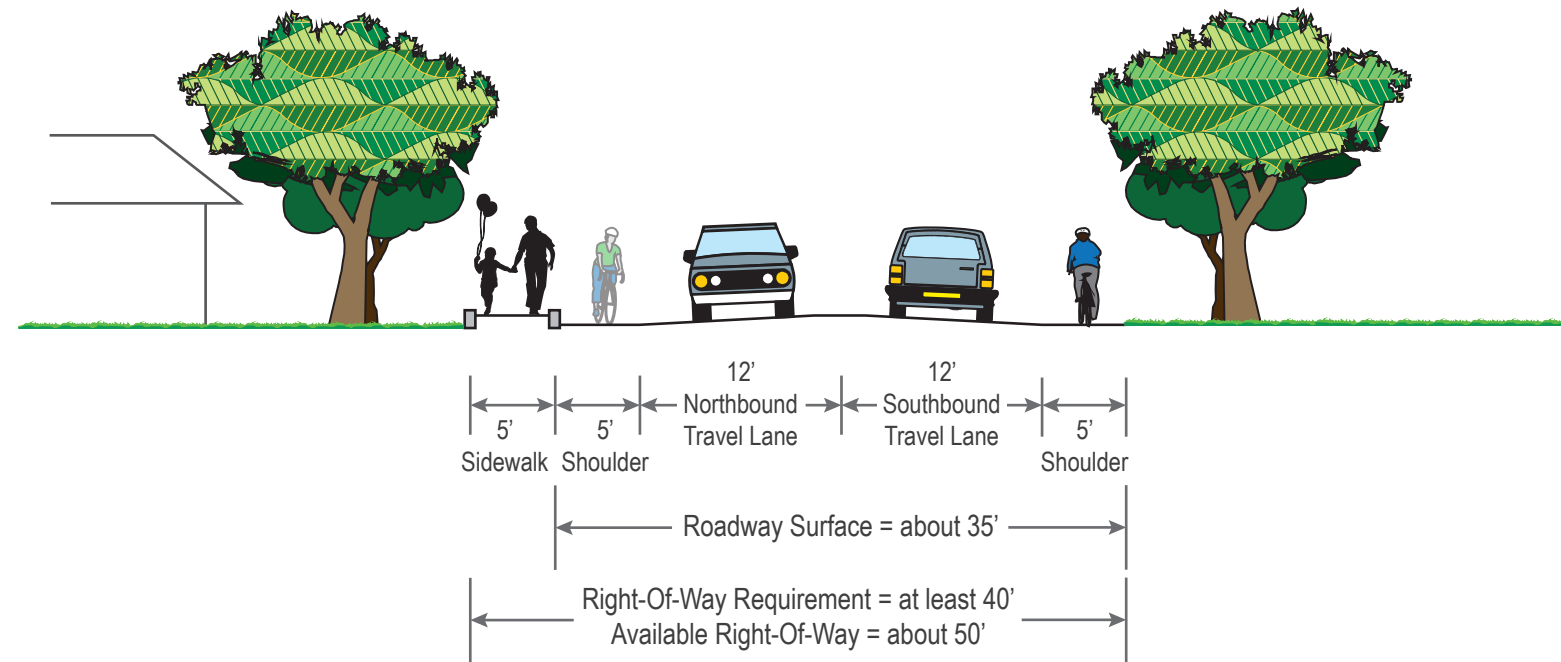 12’
Northbound
Travel Lane
12’
Southbound
Travel Lane
5’
Sidewalk
5’
Shoulder
5’
Shoulder
Roadway Surface = about 35’
Right-Of-Way Requirement = at least 40’
Available Right-Of-Way = about 50’